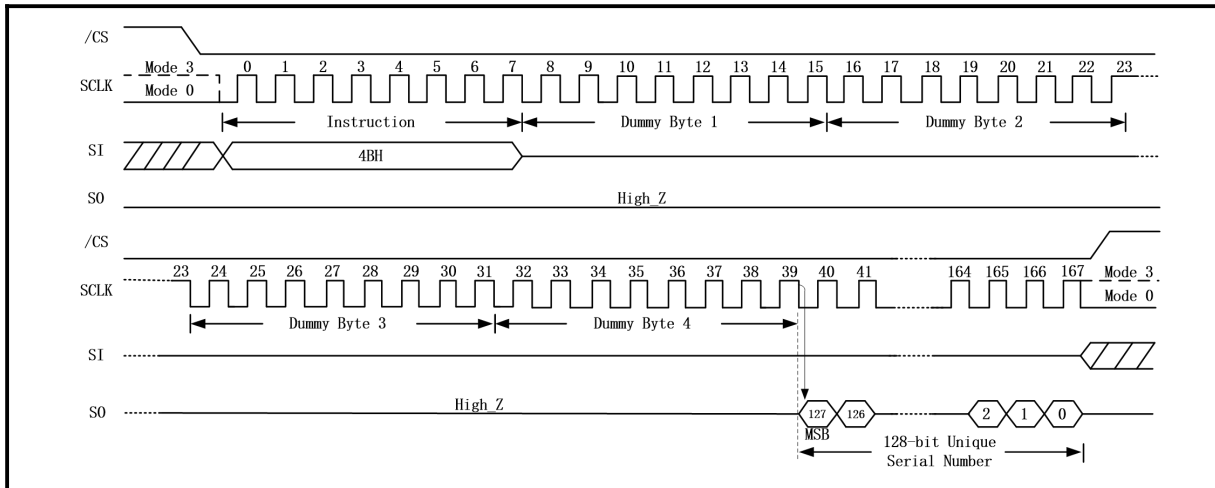 /CS
Mode 3 0 1 2 3 4 5 6 7 8 9 10 11 12 13 14 15 16 17 18 19 20 21 22 23
SCLK
Mode 0
Instruction Dummy Byte 1 Dummy Byte 2
SI 4BH
SO High_Z
/CS
23 24 25 26 27 28 29 30 31 32 33 34 35 36 37 38 39 40 41 164 165 166 167 Mode 3
SCLK
Mode 0
Dummy Byte 3 Dummy Byte 4
SI
SO High_Z 127 126 2 1 0
MSB
128-bit Unique
Serial Number